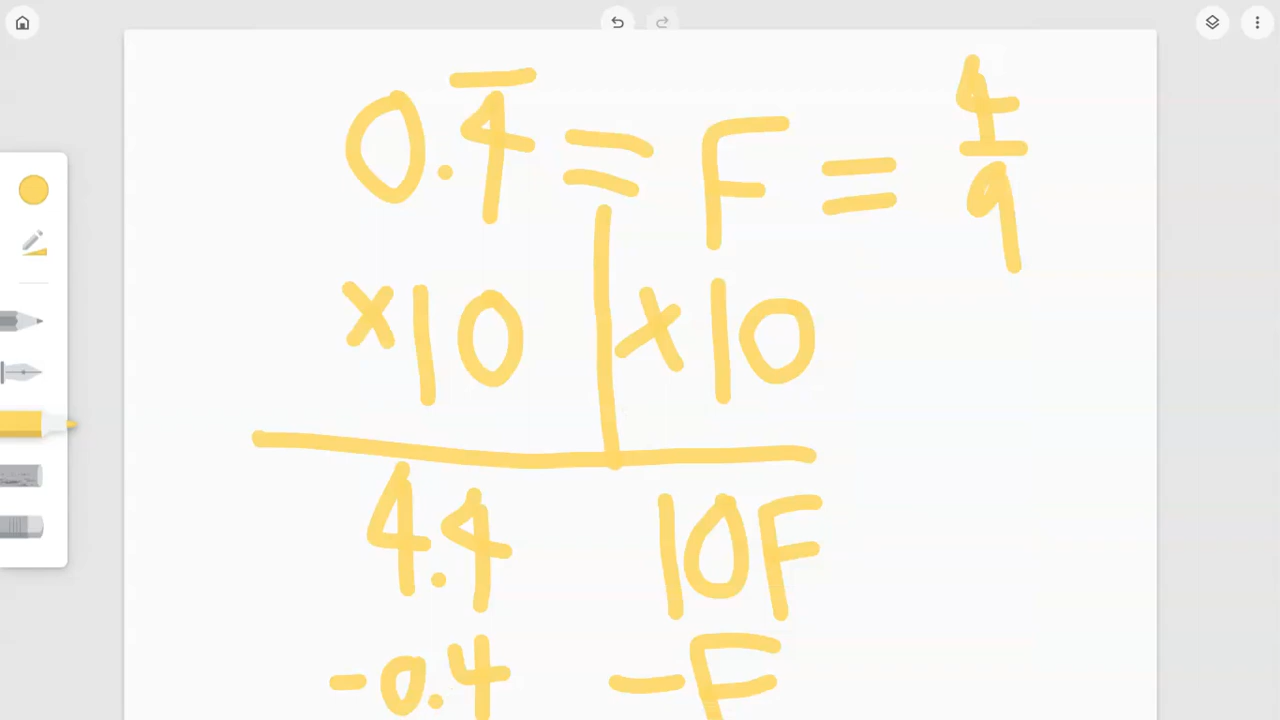 0.4̅ = F = 4/9
×10 | ×10
4.4 10F
-0.4 -F